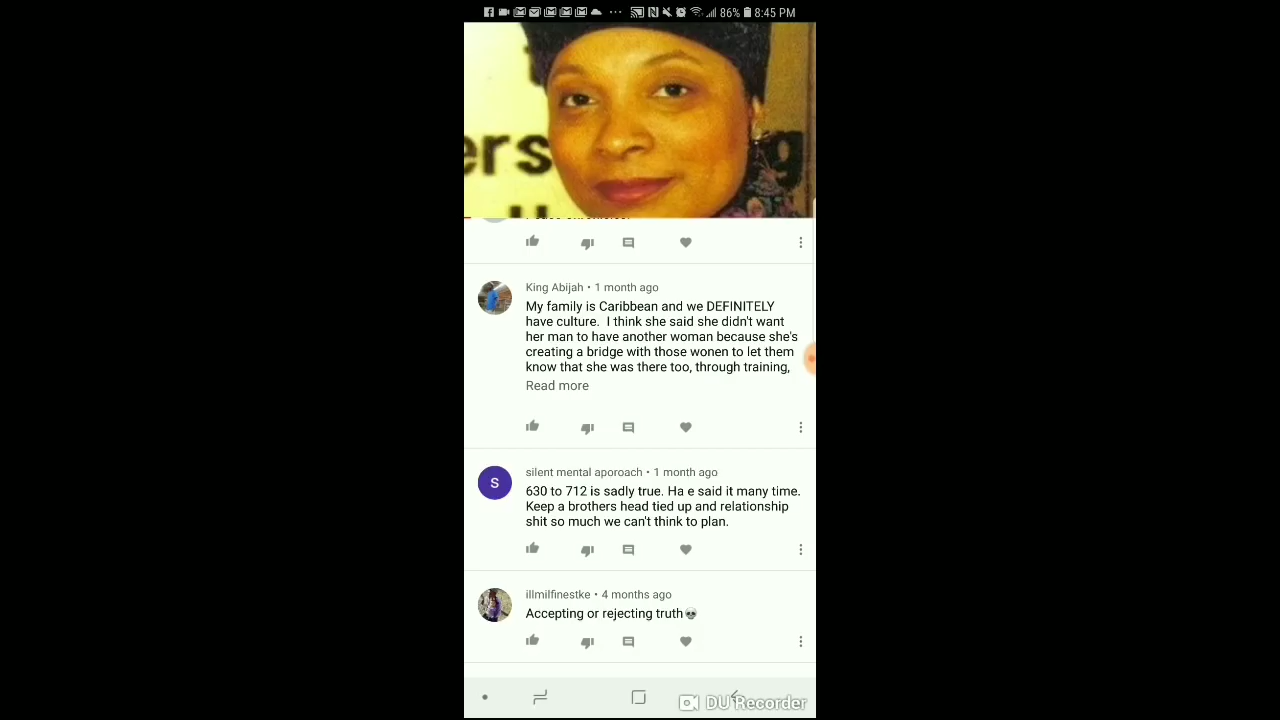 86% 8:45 PM
ers
King Abijah • 1 month ago
My family is Caribbean and we DEFINITELY
have culture.  I think she said she didn't want
her man to have another woman because she's
creating a bridge with those wonen to let them
know that she was there too, through training,
Read more
S
silent mental aporoach • 1 month ago
630 to 712 is sadly true. Ha e said it many time.
Keep a brothers head tied up and relationship
shit so much we can't think to plan.
illmilfinestke • 4 months ago
Accepting or rejecting truth💀
DU Recorder